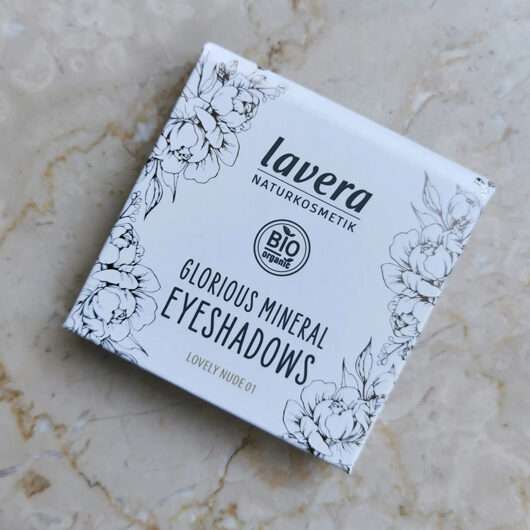 lavera
NATURKOSMETIK
BIO
organic
GLORIOUS MINERAL
EYESHADOWS
LOVELY NUDE 01